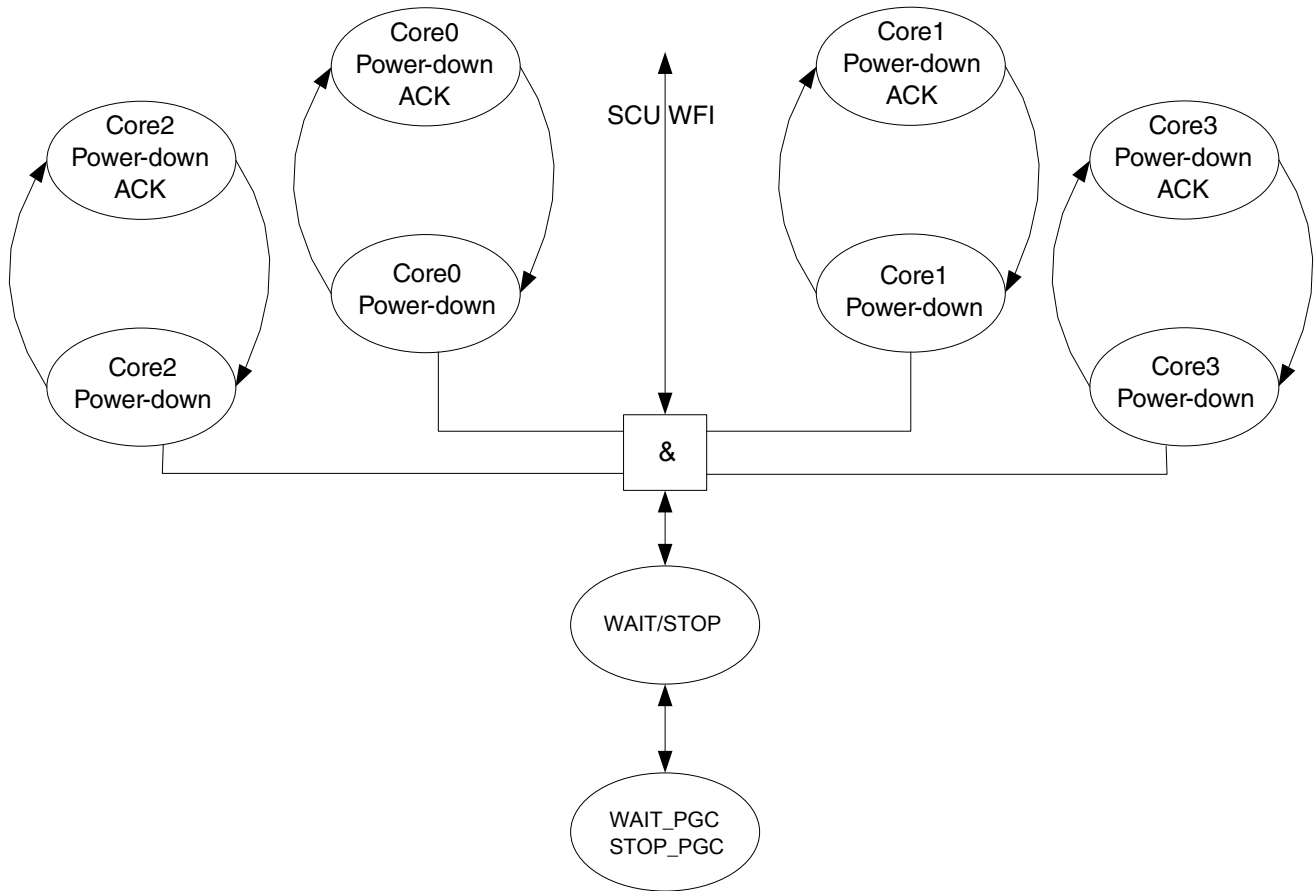 Core0
Power-down
ACK
Core1
Power-down
ACK
SCU WFI
Core2
Power-down
ACK
Core3
Power-down
ACK
Core0
Power-down
Core1
Power-down
Core2
Power-down
Core3
Power-down
&
WAIT/STOP
WAIT_PGC
STOP_PGC